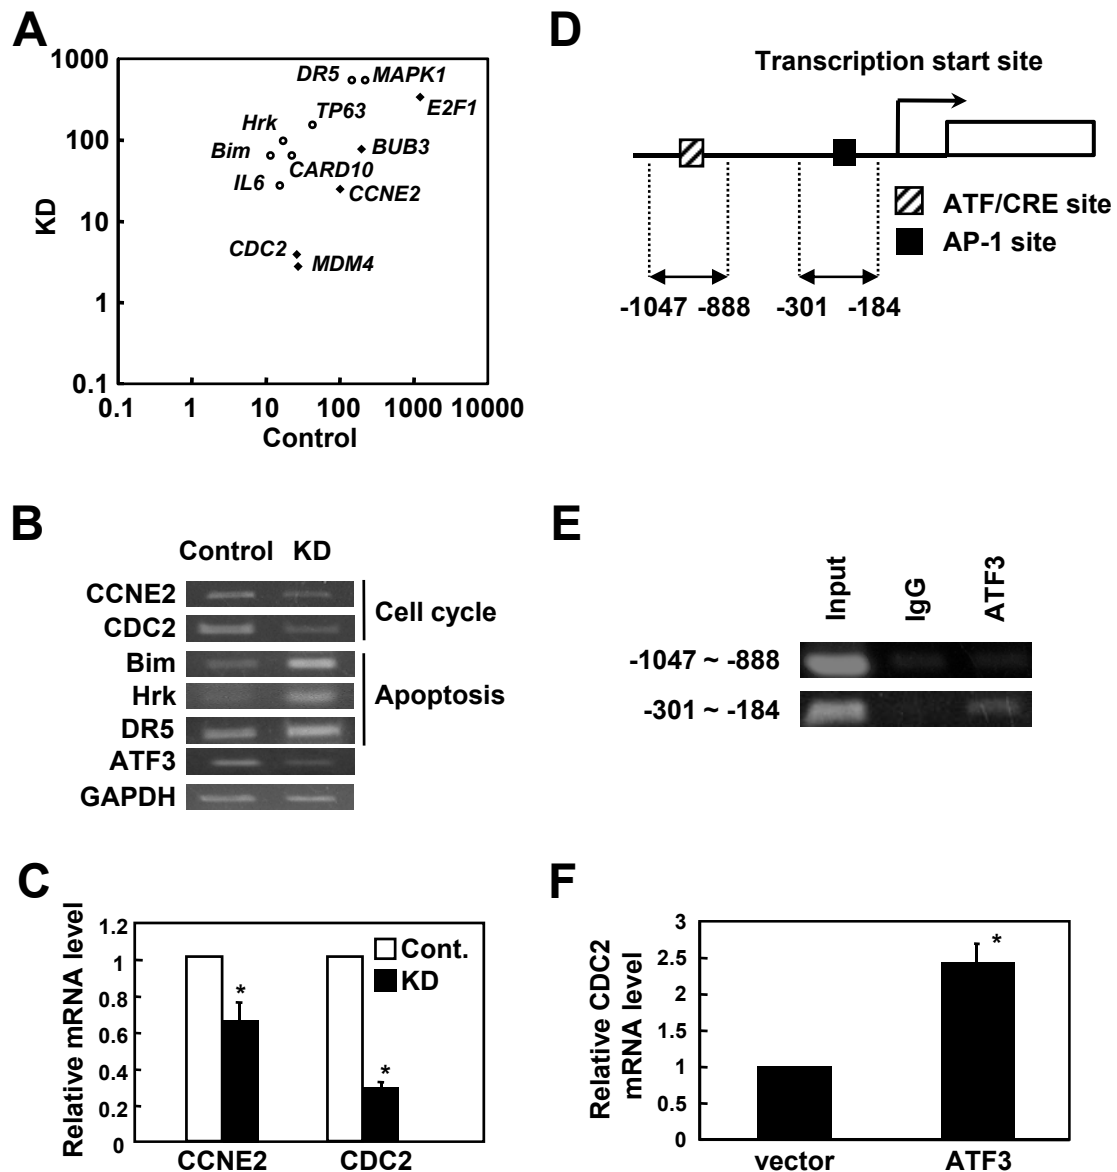 A
1000
100
10
1
0.1
KD
DR5 MAPK1
E2F1
TP63
Hrk
BUB3
Bim
CARD10
IL6
CCNE2
CDC2
MDM4
0.1 1 10 100 1000 10000
Control
B
Control KD
CCNE2
CDC2
Cell cycle
Bim
Hrk
Apoptosis
DR5
ATF3
GAPDH
C
Relative mRNA level
1.2
1
0.8
0.6
0.4
0.2
0
Cont.
KD
*
*
CCNE2 CDC2
D
Transcription start site
ATF/CRE site
AP-1 site
-1047 -888 -301 -184
E
Input IgG ATF3
-1047 ~ -888
-301 ~ -184
F
Relative CDC2
mRNA level
3
2.5
2
1.5
1
0.5
0
*
vector ATF3